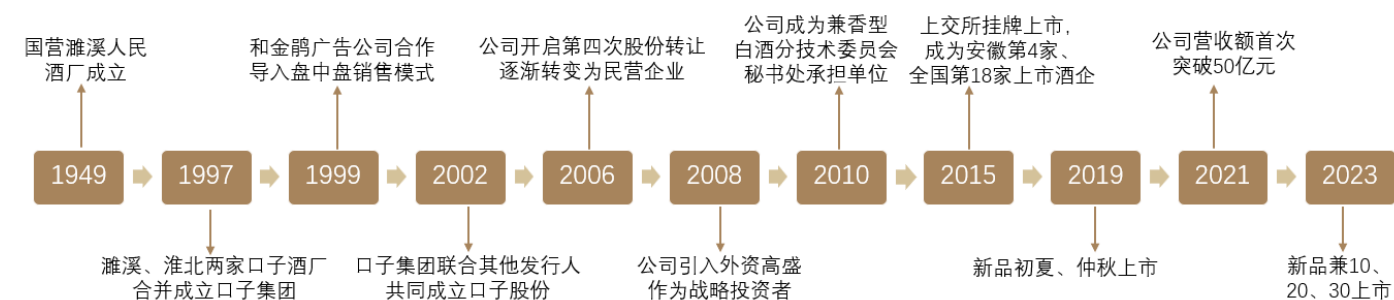 国营濉溪人民
酒厂成立
和金鹃广告公司合作
导入盘中盘销售模式
公司开启第四次股份转让
逐渐转变为民营企业
公司成为兼香型
白酒分技术委员会
秘书处承担单位
上交所挂牌上市，
成为安徽第4家、
全国第18家上市酒企
公司营收额首次
突破50亿元
1949
1997
1999
2002
2006
2008
2010
2015
2019
2021
2023
濉溪、淮北两家口子酒厂
合并成立口子集团
口子集团联合其他发行人
共同成立口子股份
公司引入外资高盛
作为战略投资者
新品初夏、仲秋上市
新品兼10、
20、30上市